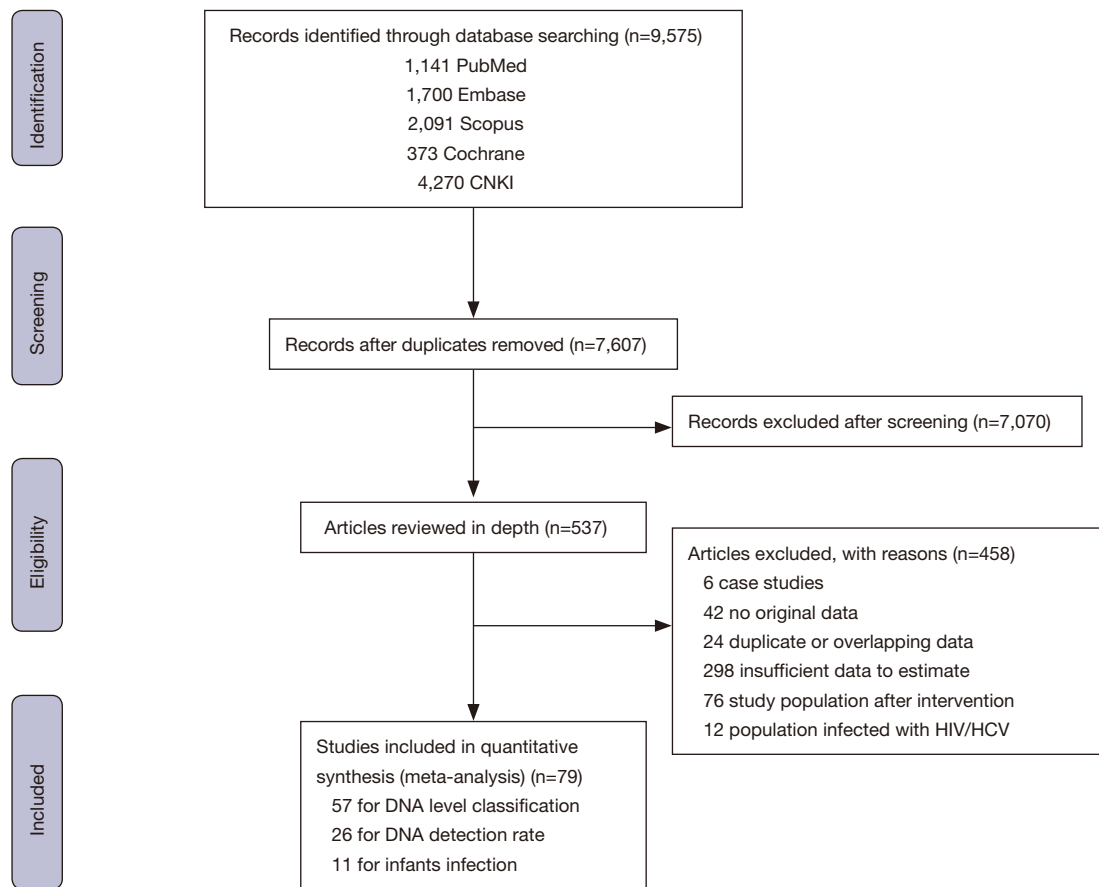 Identification
Records identified through database searching (n=9,575)
1,141 PubMed
1,700 Embase
2,091 Scopus
373 Cochrane
4,270 CNKI
Screening
Records after duplicates removed (n=7,607)
Records excluded after screening (n=7,070)
Eligibility
Articles reviewed in depth (n=537)
Articles excluded, with reasons (n=458)
6 case studies
42 no original data
24 duplicate or overlapping data
298 insufficient data to estimate
76 study population after intervention
12 population infected with HIV/HCV
Included
Studies included in quantitative
synthesis (meta-analysis) (n=79)
57 for DNA level classification
26 for DNA detection rate
11 for infants infection